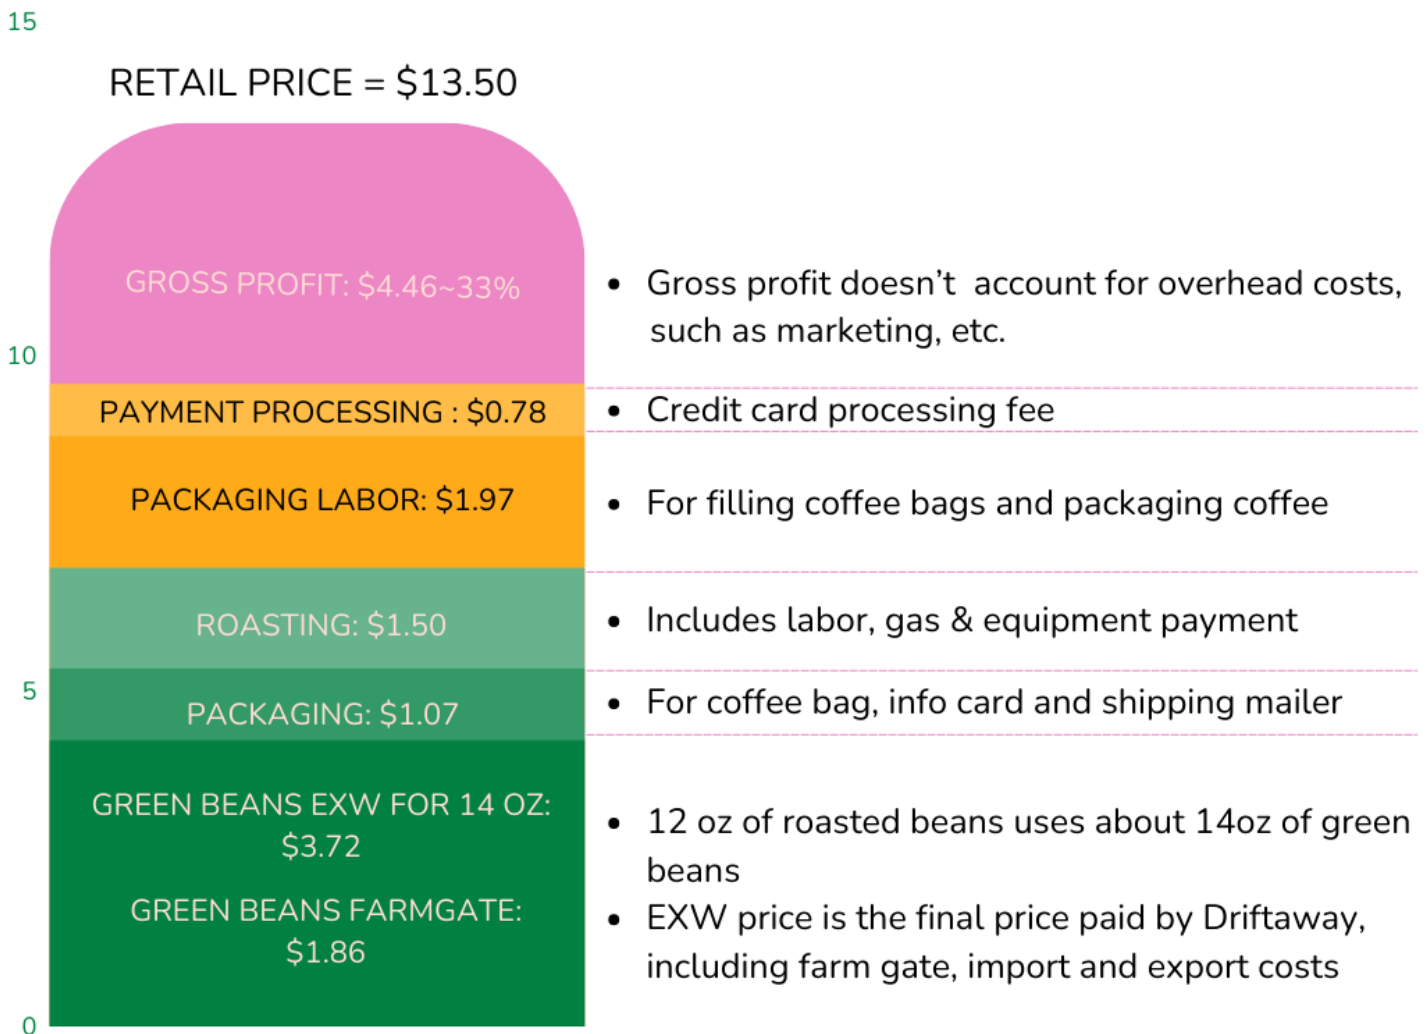 15
RETAIL PRICE = $13.50
GROSS PROFIT: $4.46~33%
• Gross profit doesn’t  account for overhead costs,
such as marketing, etc.
10
PAYMENT PROCESSING : $0.78
• Credit card processing fee
PACKAGING LABOR: $1.97
• For filling coffee bags and packaging coffee
ROASTING: $1.50
• Includes labor, gas & equipment payment
5
PACKAGING: $1.07
• For coffee bag, info card and shipping mailer
GREEN BEANS EXW FOR 14 OZ:
$3.72
• 12 oz of roasted beans uses about 14oz of green
beans
GREEN BEANS FARMGATE:
$1.86
• EXW price is the final price paid by Driftaway,
including farm gate, import and export costs
0